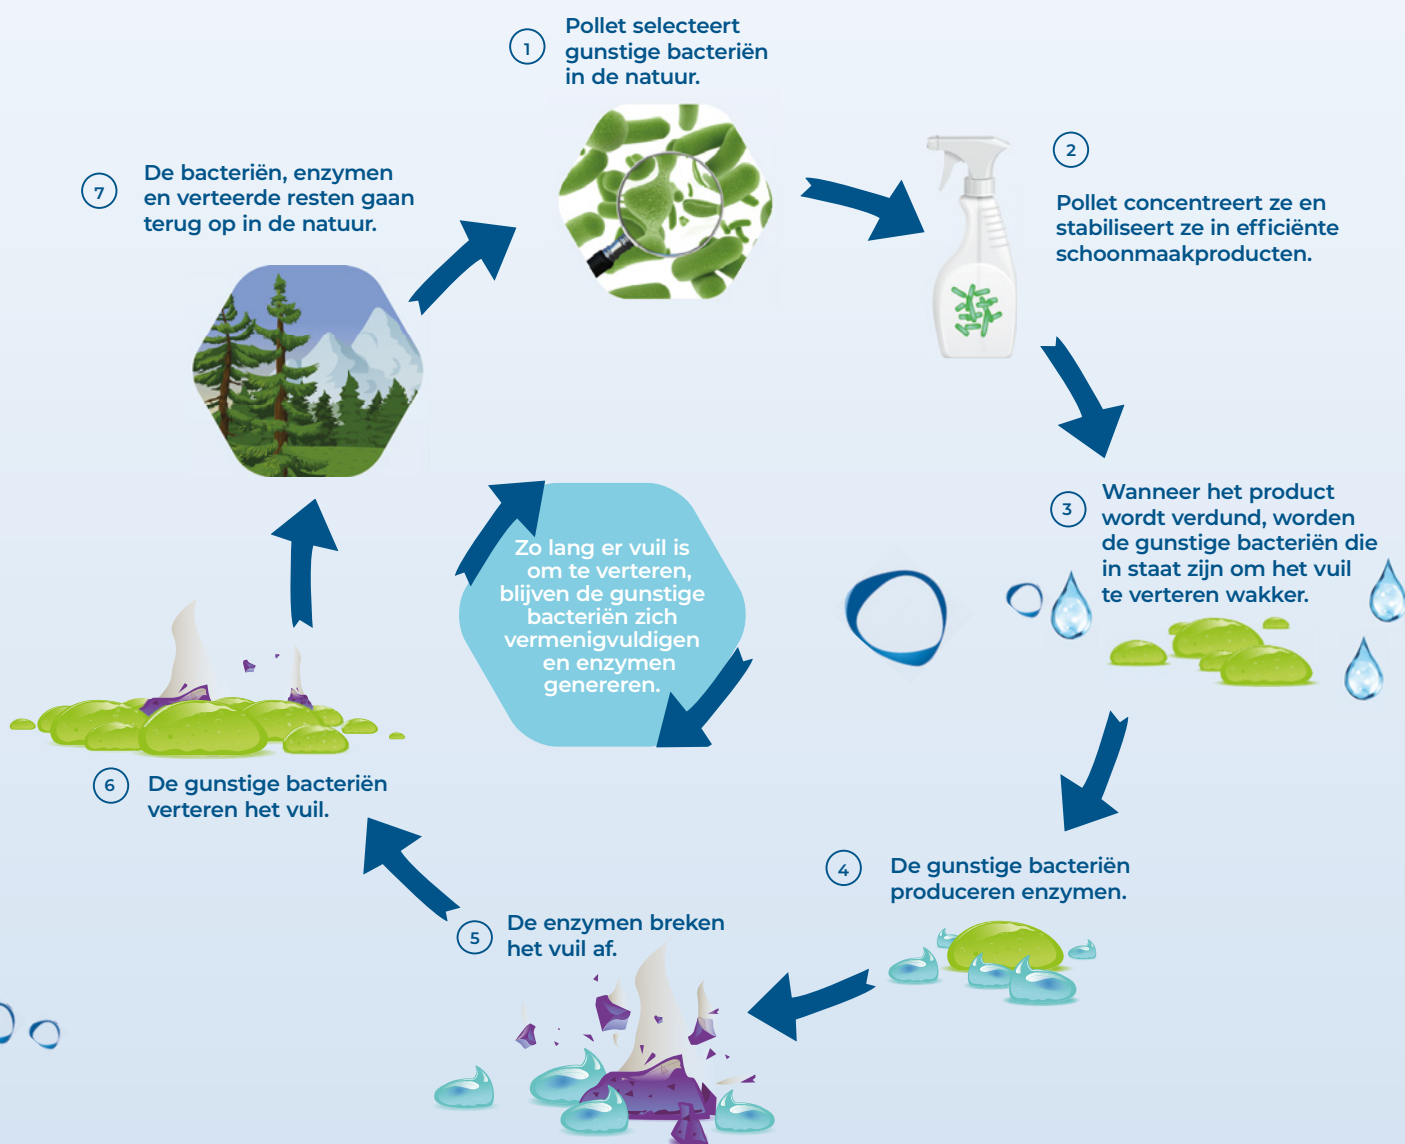 1
Pollet selecteert
gunstige bacteriën
in de natuur.
2
Pollet concentreert ze en
stabiliseert ze in efficiënte
schoonmaakproducten.
3
Wanneer het product
wordt verdund, worden
de gunstige bacteriën die
in staat zijn om het vuil
te verteren wakker.
4
De gunstige bacteriën
produceren enzymen.
5
De enzymen breken
het vuil af.
6
De gunstige bacteriën
verteren het vuil.
7
De bacteriën, enzymen
en verteerde resten gaan
terug op in de natuur.
Zo lang er vuil is
om te verteren,
blijven de gunstige
bacteriën zich
vermenigvuldigen
en enzymen
genereren.